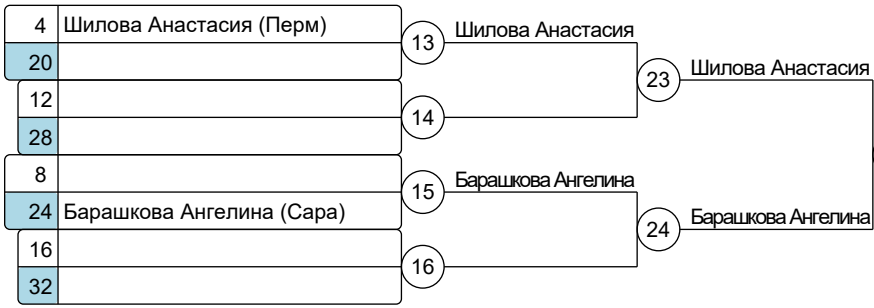 4 Шилова Анастасия (Перм)
20
13 Шилова Анастасия
12
28
14
23 Шилова Анастасия
8
24 Барашкова Ангелина (Сара)
15 Барашкова Ангелина
16
32
16
24 Барашкова Ангелина